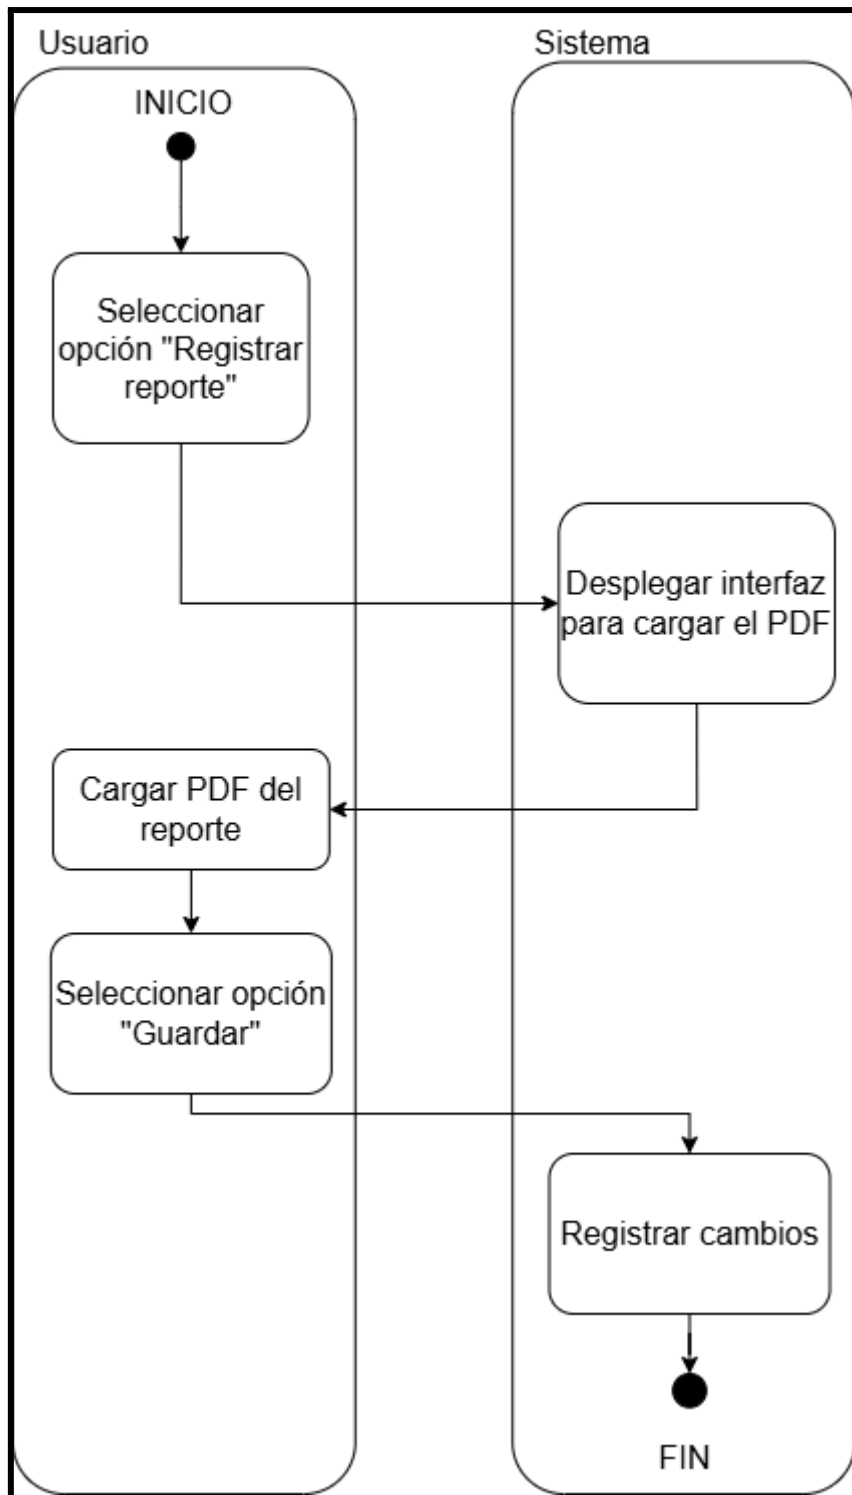 Usuario
Sistema
INICIO
Seleccionar
opción "Registrar
reporte"
Desplegar interfaz
para cargar el PDF
Cargar PDF del
reporte
Seleccionar opción
"Guardar"
Registrar cambios
FIN